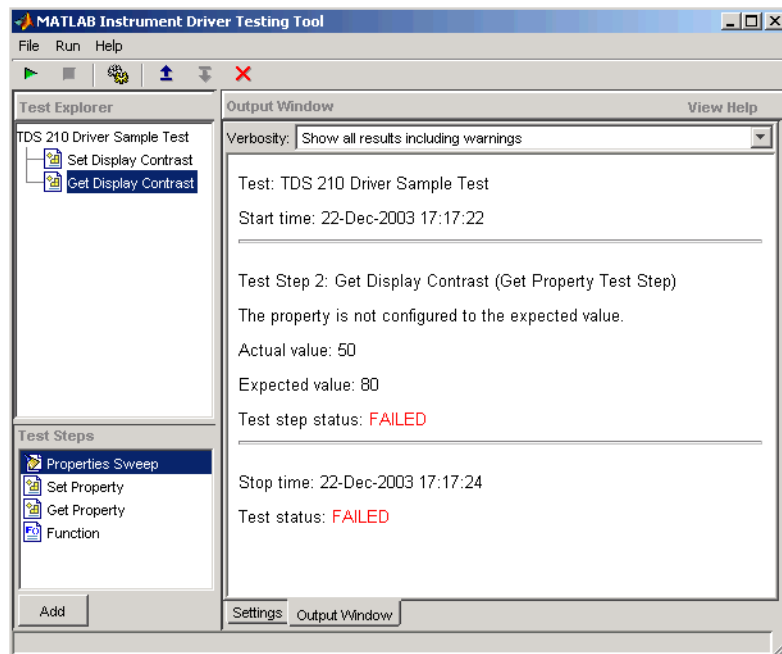 MATLAB Instrument Driver Testing Tool
File Run Help
Test Explorer
TDS 210 Driver Sample Test
Set Display Contrast
Get Display Contrast
Test Steps
Properties Sweep
Set Property
Get Property
Function
Add
Output Window View Help
Verbosity: Show all results including warnings
Test: TDS 210 Driver Sample Test
Start time: 22-Dec-2003 17:17:22
Test Step 2: Get Display Contrast (Get Property Test Step)
The property is not configured to the expected value.
Actual value: 50
Expected value: 80
Test step status: FAILED
Stop time: 22-Dec-2003 17:17:24
Test status: FAILED
Settings Output Window